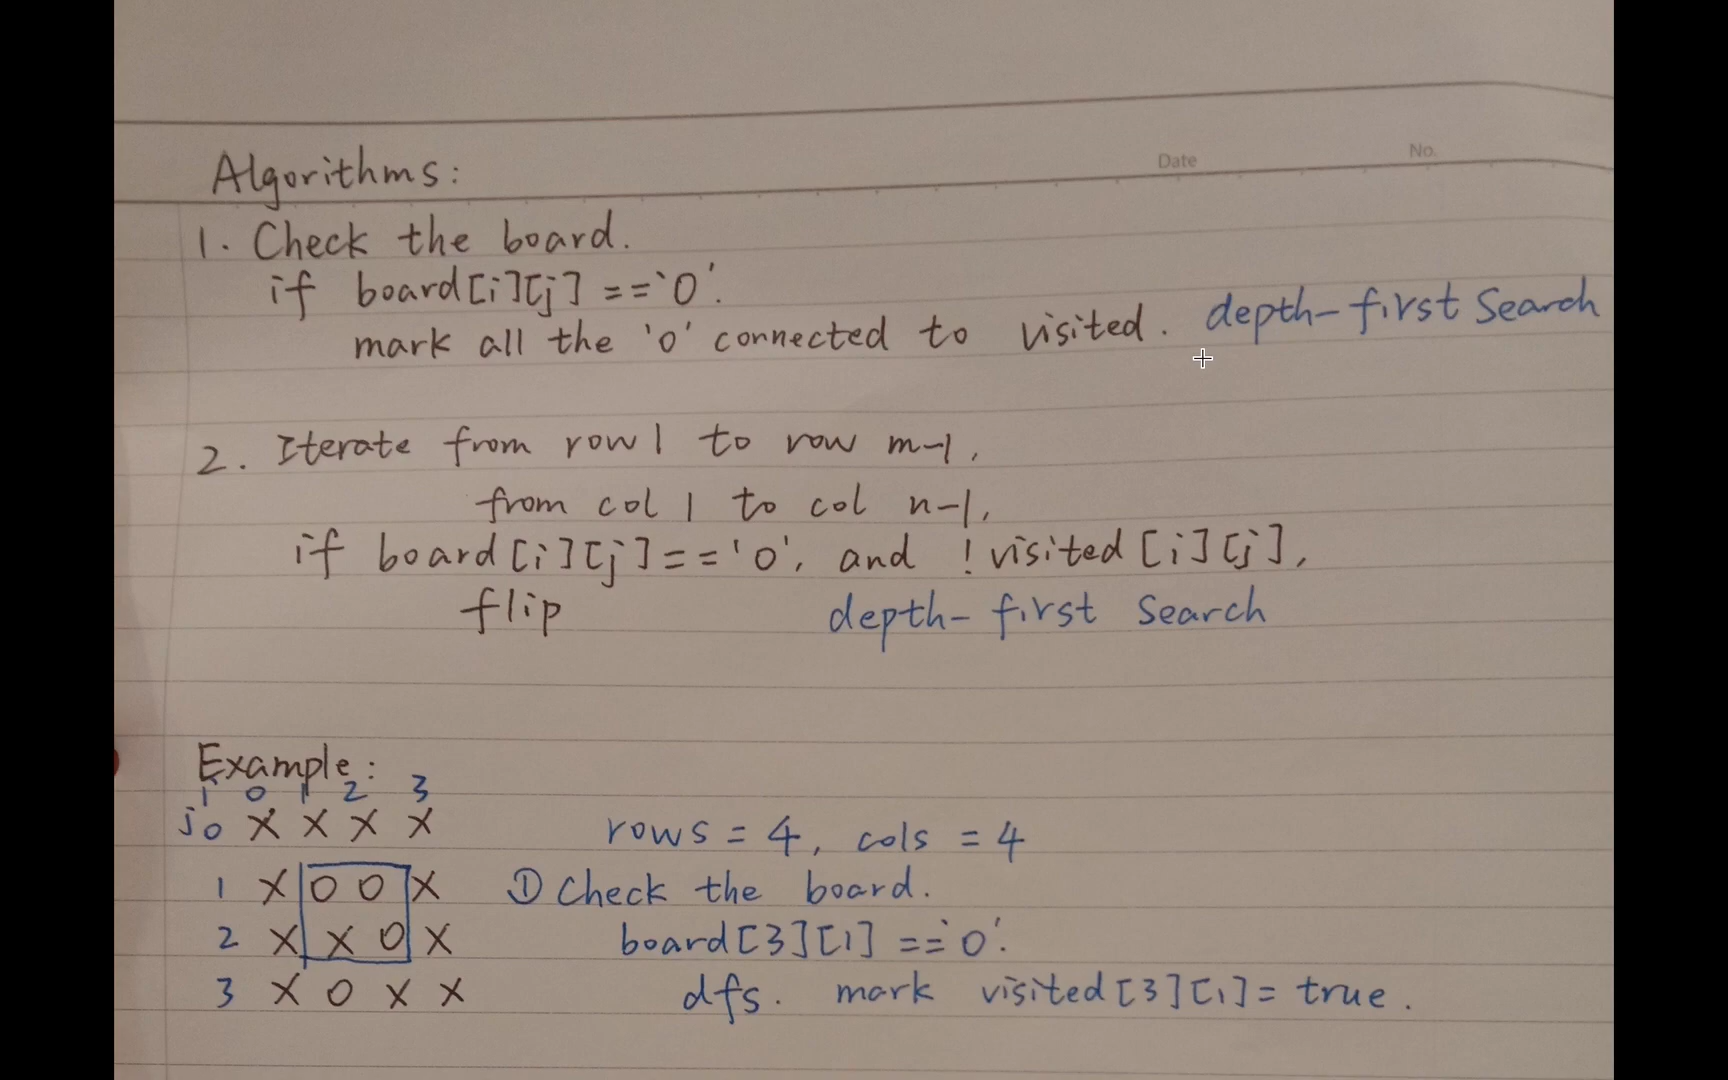 Date No.
Algorithms:
1. Check the board.
if board[i][j] == 'O'.
mark all the 'O' connected to visited. depth-first Search
2. Iterate from row 1 to row m-1,
from col 1 to col n-1,
if board[i][j] == 'O', and !visited[i][j],
flip depth-first Search
Example:
i 0 1 2 3
j 0 X X X X rows = 4, cols = 4
1 X O O X ① Check the board.
2 X X O X board[3][1] == 'O'.
3 X O X X dfs. mark visited[3][1] = true.